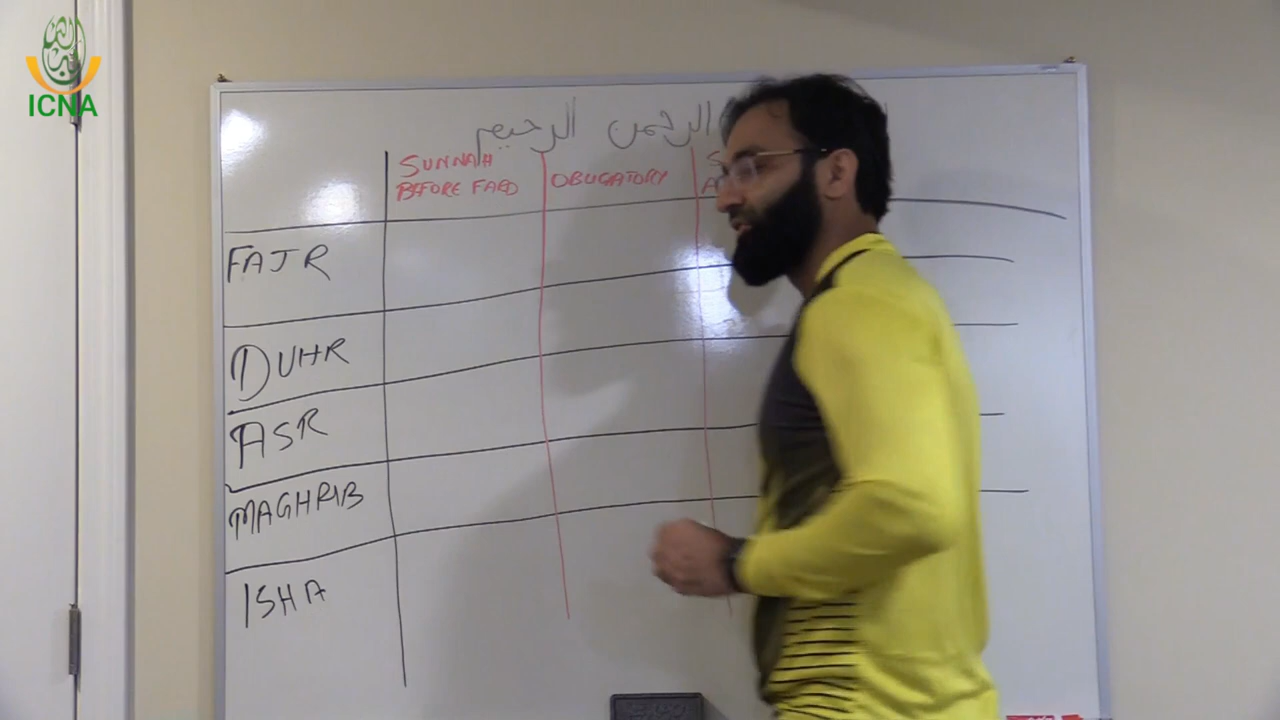 ICNA
الرحمن الرحيم
SUNNAH
BEFORE FARD
OBLIGATORY
FAJR
DUHR
ASR
MAGHRIB
ISHA